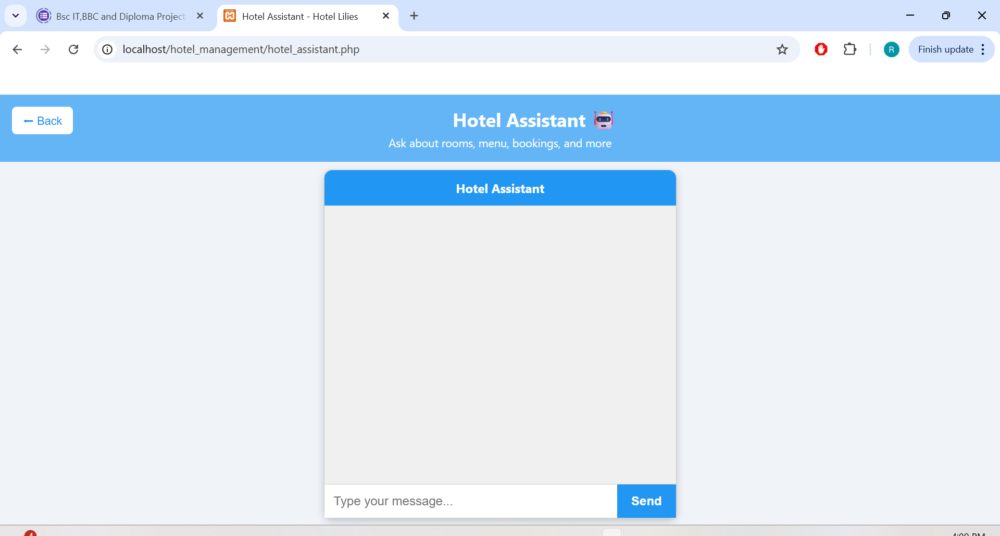 Bsc IT,BBC and Diploma Project
Hotel Assistant - Hotel Lilies
localhost/hotel_management/hotel_assistant.php
R
Finish update
← Back
Hotel Assistant
Ask about rooms, menu, bookings, and more
Hotel Assistant
Type your message...
Send